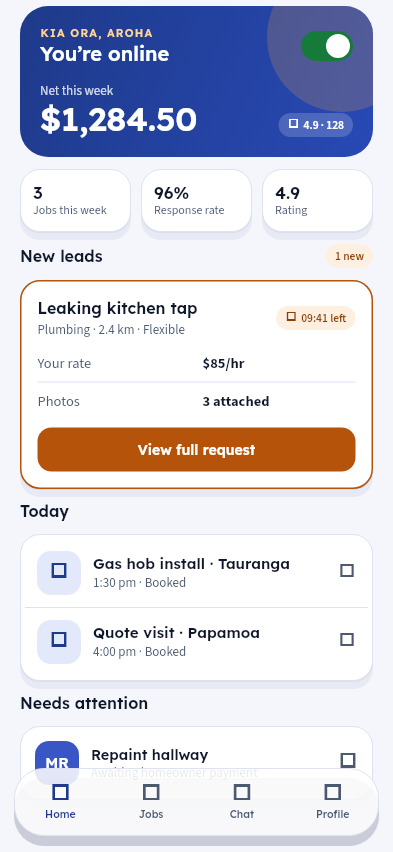 KIA ORA, AROHA
You're online
Net this week
$1,284.50
4.9 · 128
3
Jobs this week
96%
Response rate
4.9
Rating
New leads
1 new
Leaking kitchen tap
Plumbing · 2.4 km · Flexible
09:41 left
Your rate
$85/hr
Photos
3 attached
View full request
Today
Gas hob install · Tauranga
1:30 pm · Booked
Quote visit · Papamoa
4:00 pm · Booked
Needs attention
MR
Repaint hallway
Awaiting homeowner payment
Home
Jobs
Chat
Profile